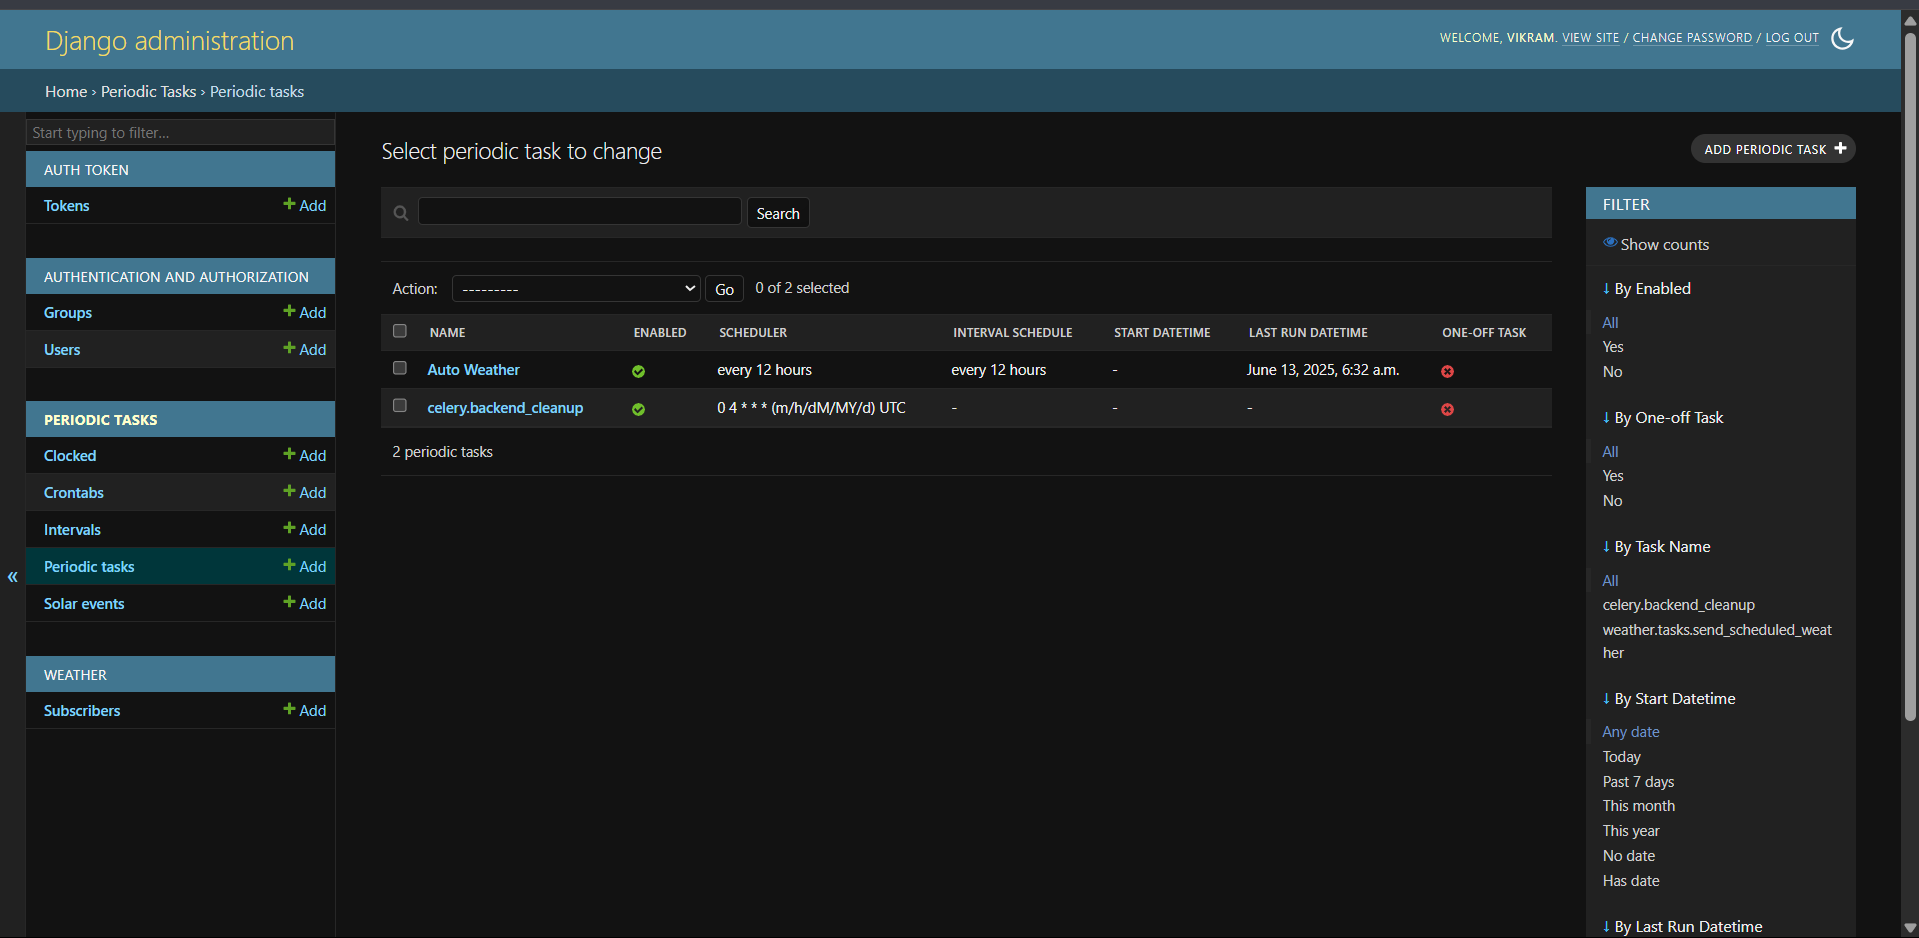 Django administration
WELCOME, VIKRAM. VIEW SITE / CHANGE PASSWORD / LOG OUT
Home › Periodic Tasks › Periodic tasks
Start typing to filter...
AUTH TOKEN
Tokens
Add
AUTHENTICATION AND AUTHORIZATION
Groups
Add
Users
Add
PERIODIC TASKS
Clocked
Add
Crontabs
Add
Intervals
Add
Periodic tasks
Add
Solar events
Add
WEATHER
Subscribers
Add
«
Select periodic task to change
ADD PERIODIC TASK +
Search
Action: --------- Go 0 of 2 selected
NAME ENABLED SCHEDULER INTERVAL SCHEDULE START DATETIME LAST RUN DATETIME ONE-OFF TASK
Auto Weather every 12 hours every 12 hours - June 13, 2025, 6:32 a.m.
celery.backend_cleanup 0 4 * * * (m/h/dM/MY/d) UTC - - -
2 periodic tasks
FILTER
Show counts
↓ By Enabled
All
Yes
No
↓ By One-off Task
All
Yes
No
↓ By Task Name
All
celery.backend_cleanup
weather.tasks.send_scheduled_weat
her
↓ By Start Datetime
Any date
Today
Past 7 days
This month
This year
No date
Has date
↓ By Last Run Datetime